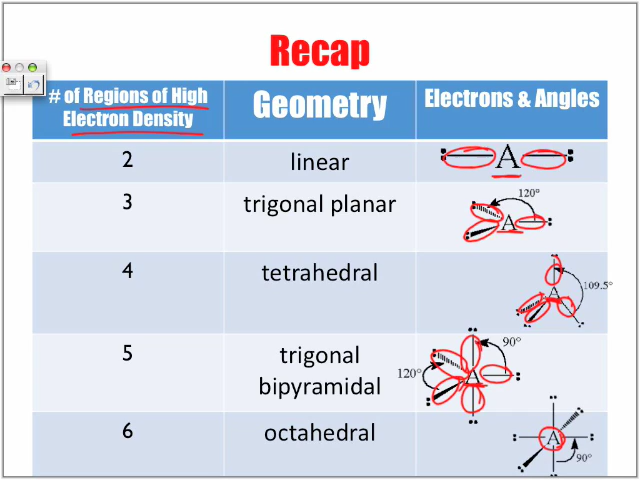 Recap
# of Regions of High
Electron Density
Geometry
Electrons & Angles
2
linear
A
3
trigonal planar
120°
A
4
tetrahedral
109.5°
A
5
trigonal
bipyramidal
90°
120°
A
6
octahedral
A
90°